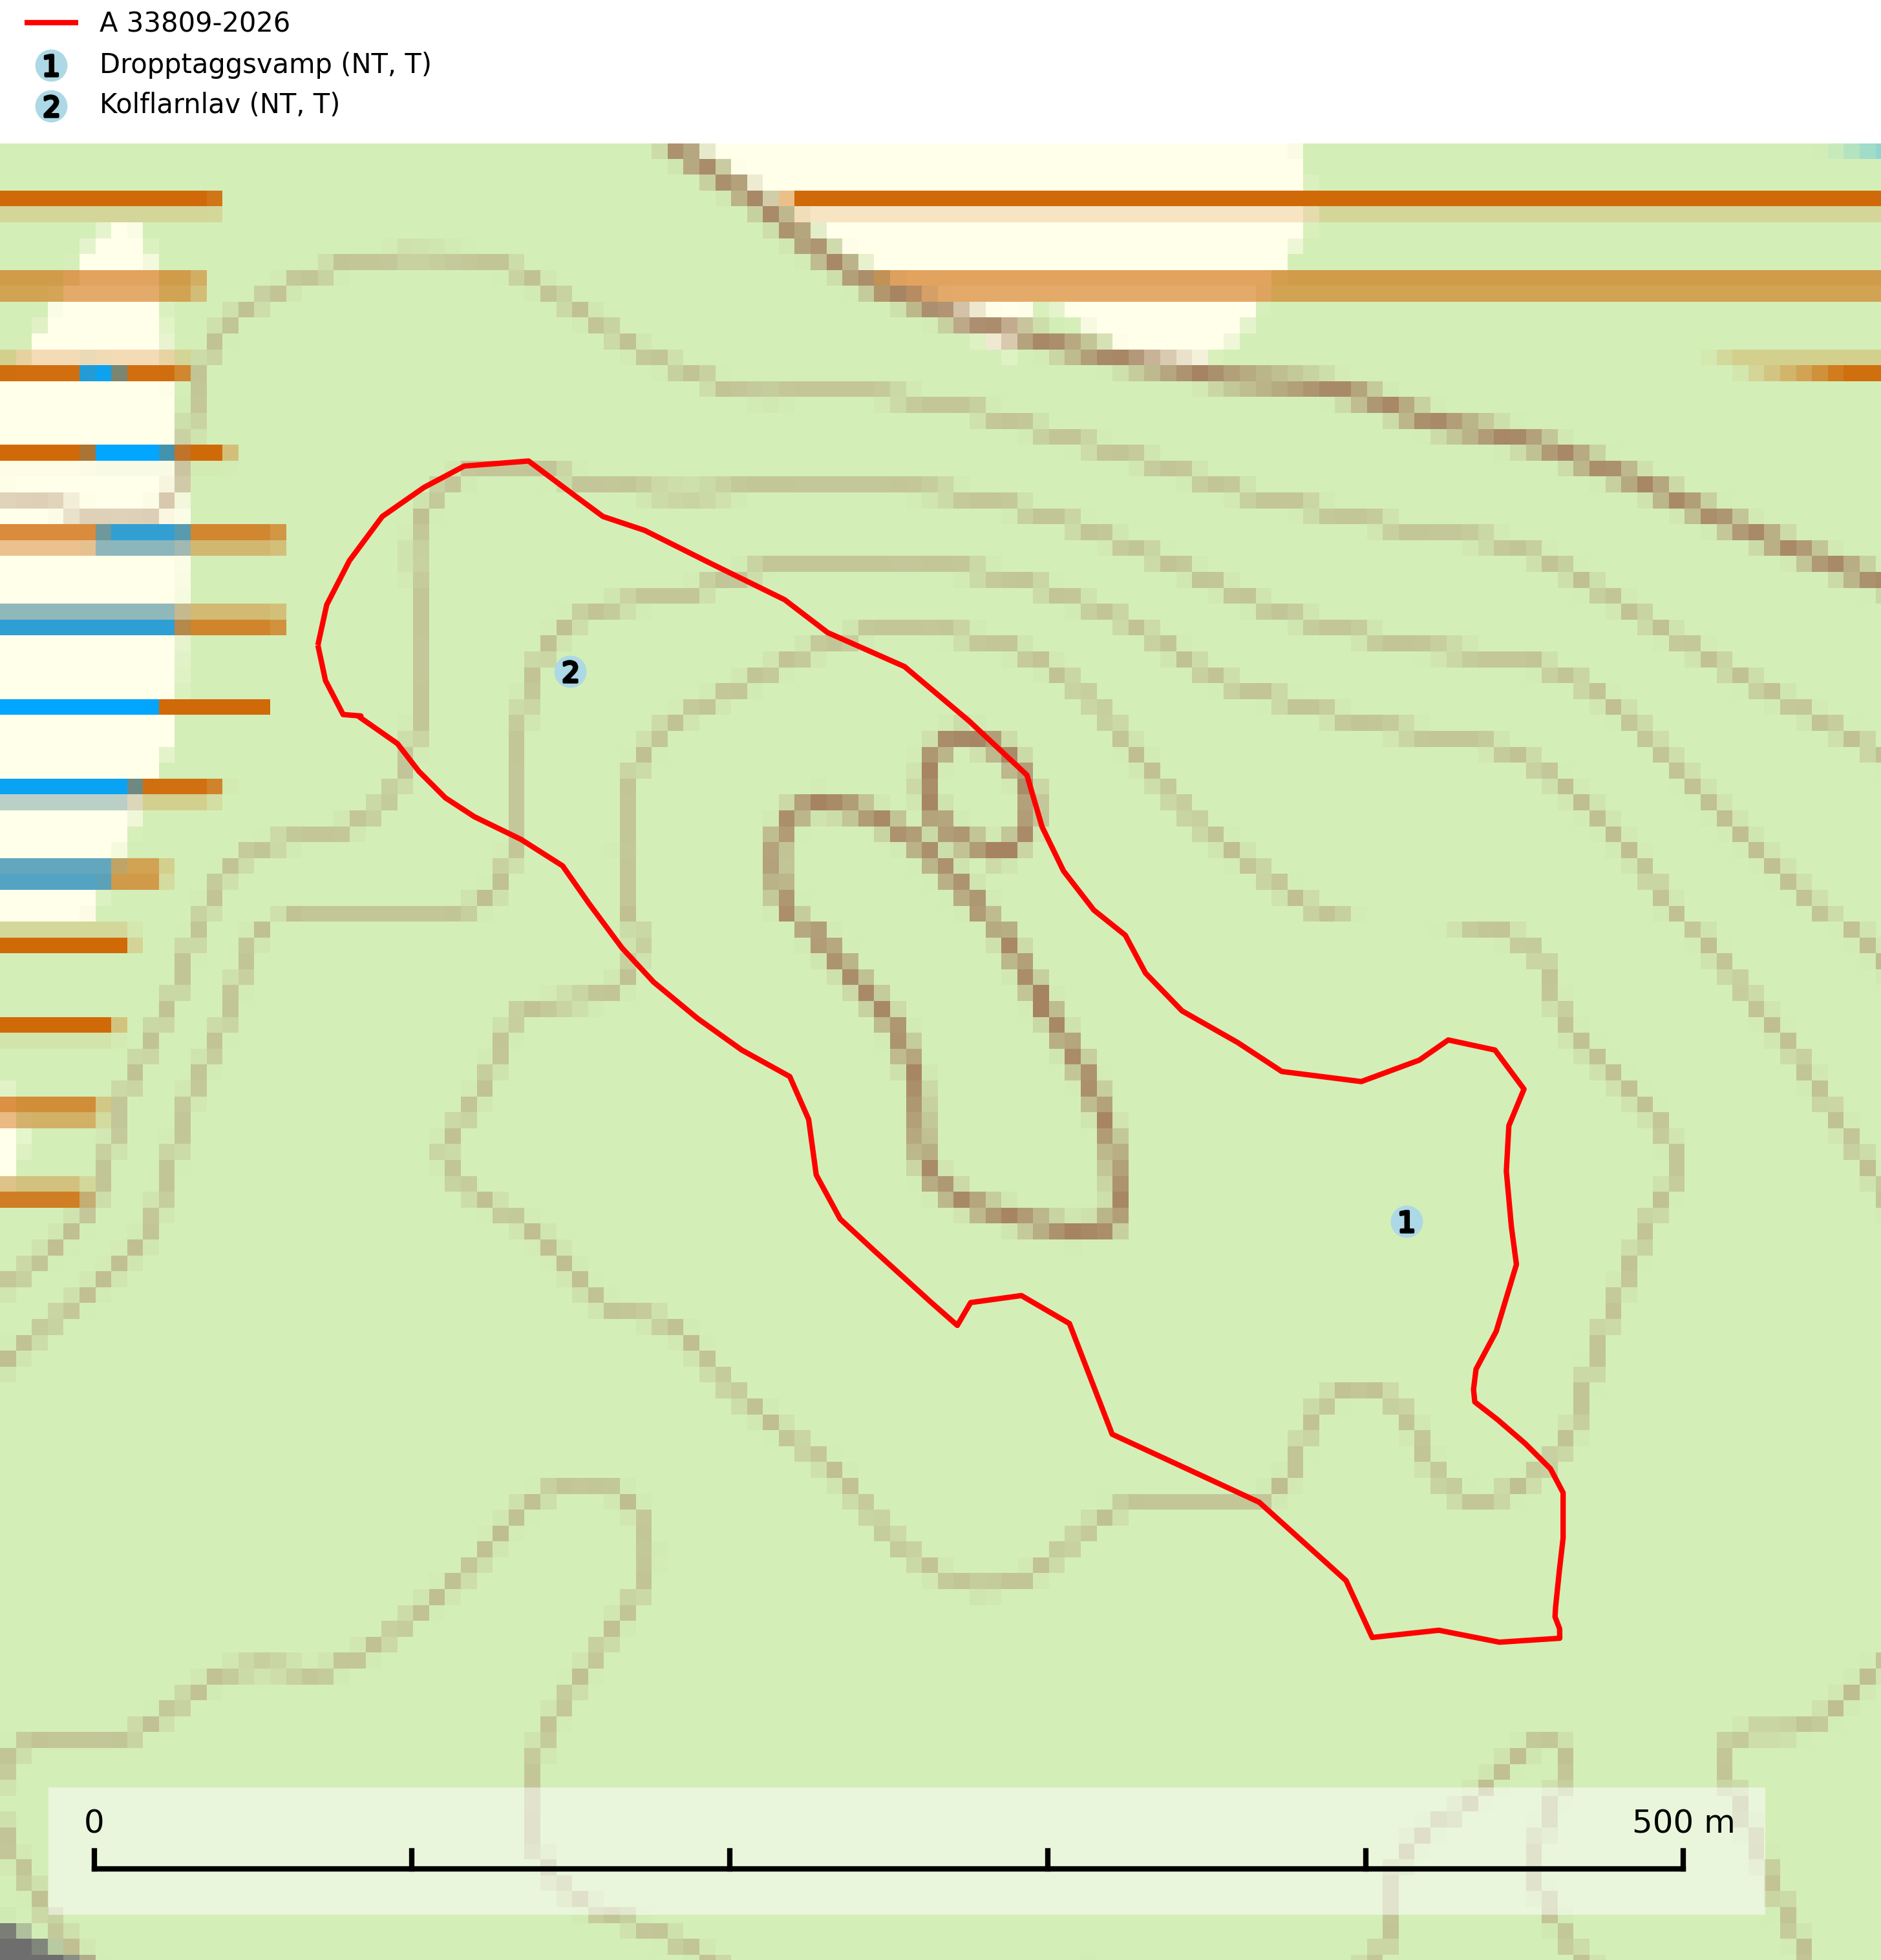 A 33809-2026
1 Dropptaggsvamp (NT, T)
2 Kolflarnlav (NT, T)
2
1
0 500 m